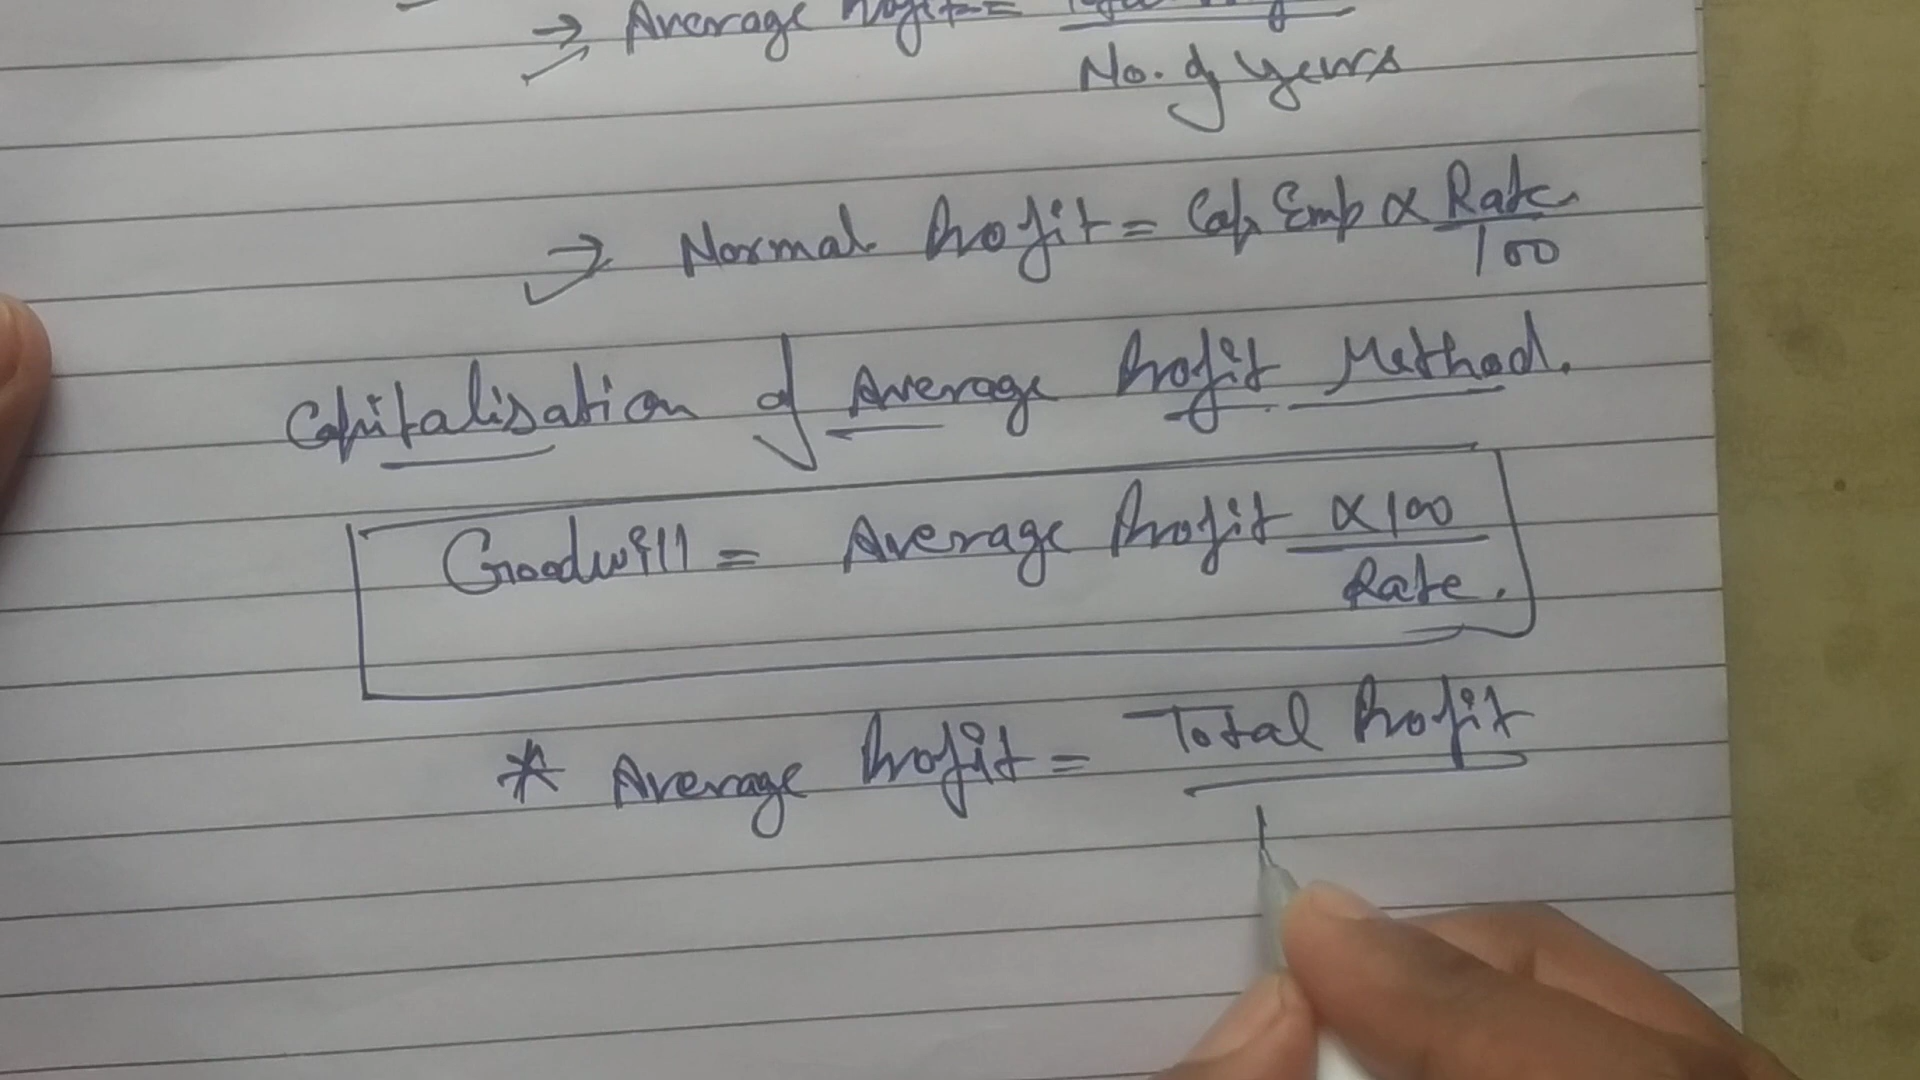 → Average Profit =
No. of years
→ Normal Profit = Cap Emp × Rate/100
Capitalisation of Average Profit Method.
Goodwill = Average Profit × 100/Rate.
* Average Profit = Total Profit